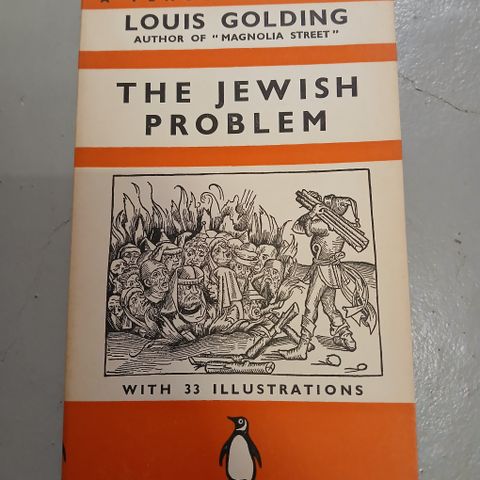 LOUIS GOLDING
AUTHOR OF "MAGNOLIA STREET"
THE JEWISH
PROBLEM
WITH 33 ILLUSTRATIONS